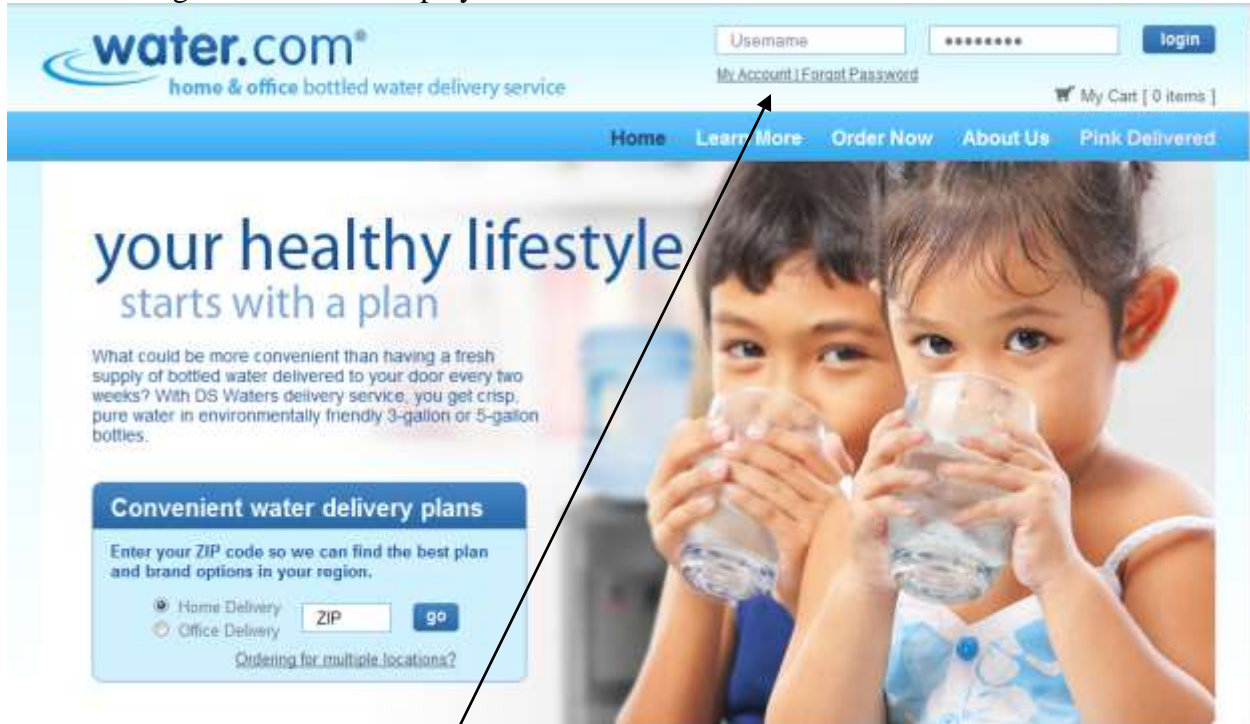 water.com®
home & office bottled water delivery service
Username
••••••••
login
My Account | Forgot Password
My Cart [ 0 items ]
Home Learn More Order Now About Us Pink Delivered
your healthy lifestyle
starts with a plan
What could be more convenient than having a fresh
supply of bottled water delivered to your door every two
weeks? With DS Waters delivery service, you get crisp,
pure water in environmentally friendly 3-gallon or 5-gallon
bottles.
Convenient water delivery plans
Enter your ZIP code so we can find the best plan
and brand options in your region.
Home Delivery
Office Delivery
ZIP
go
Ordering for multiple locations?